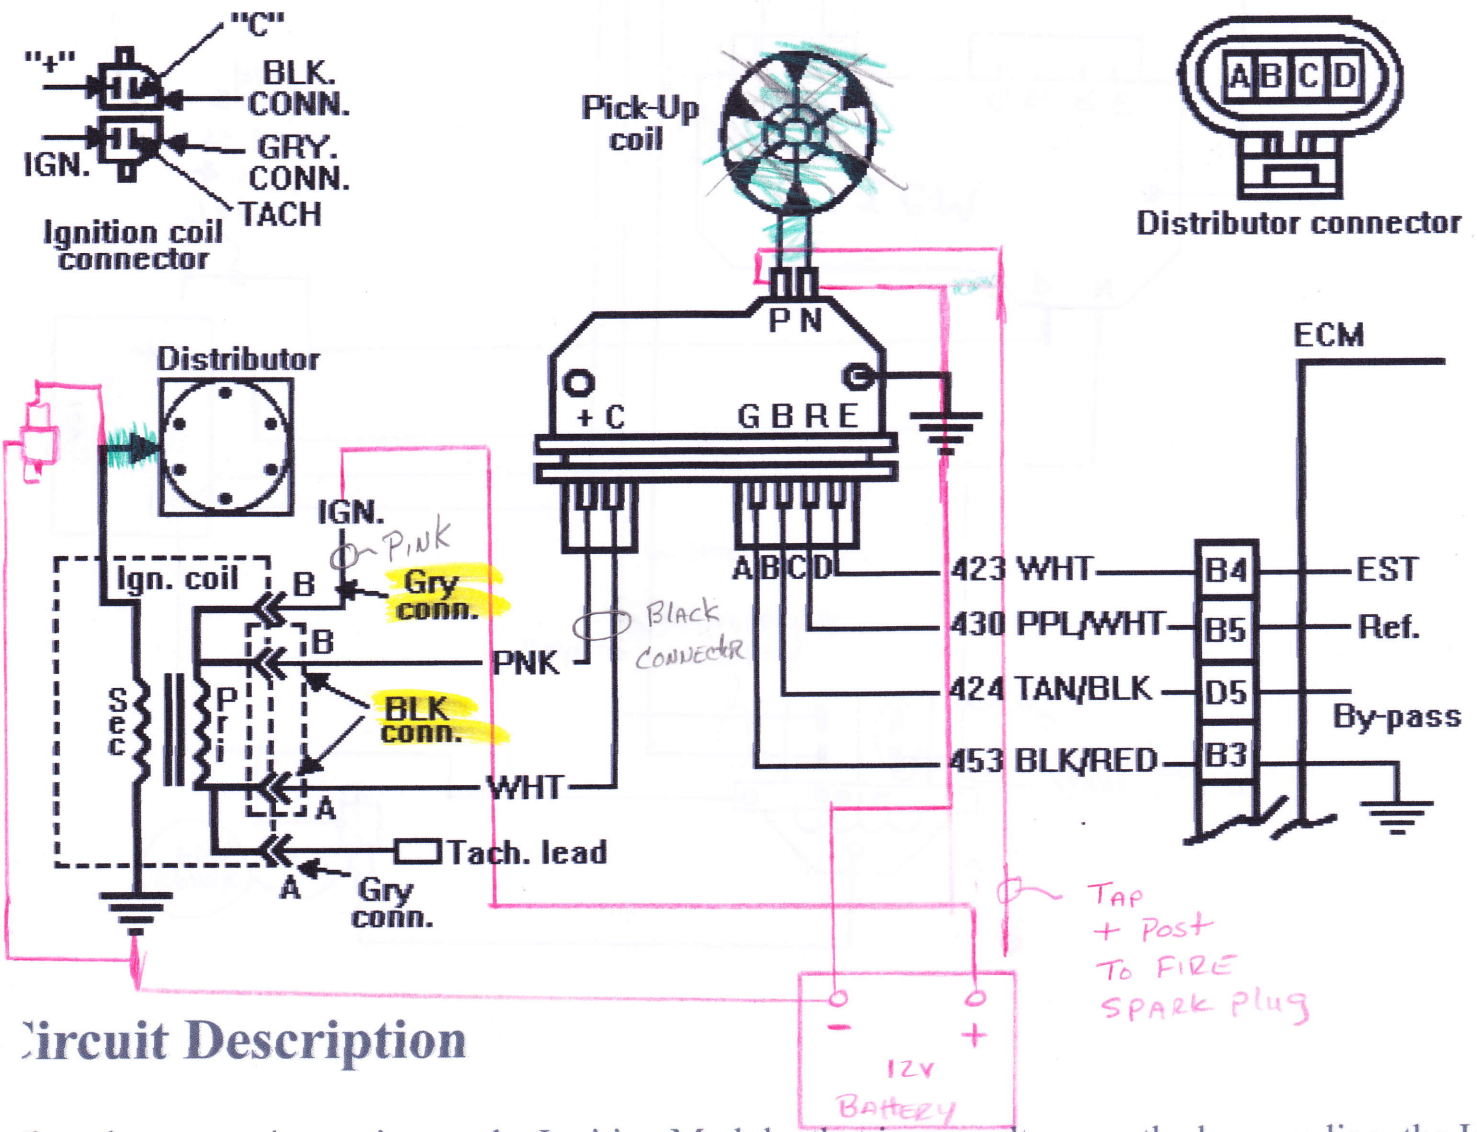 "C"
"+"
BLK.
CONN.
GRY.
CONN.
IGN.
TACH
Ignition coil
connector
Pick-Up
coil
A B C D
Distributor connector
P N
ECM
Distributor
+ C
G B R E
IGN.
PINK
Ign. coil
B
Gry
conn.
A B C D
423 WHT
B4
EST
Black
CONNECTOR
430 PPL/WHT
B5
Ref.
B
PNK
Sec
Pri
BLK
conn.
424 TAN/BLK
D5
By-pass
453 BLK/RED
B3
WHT
A
Tach. lead
A
Gry
conn.
TAP
+ Post
To FIRE
SPARK Plug
- +
12v
BATTERY
Circuit Description